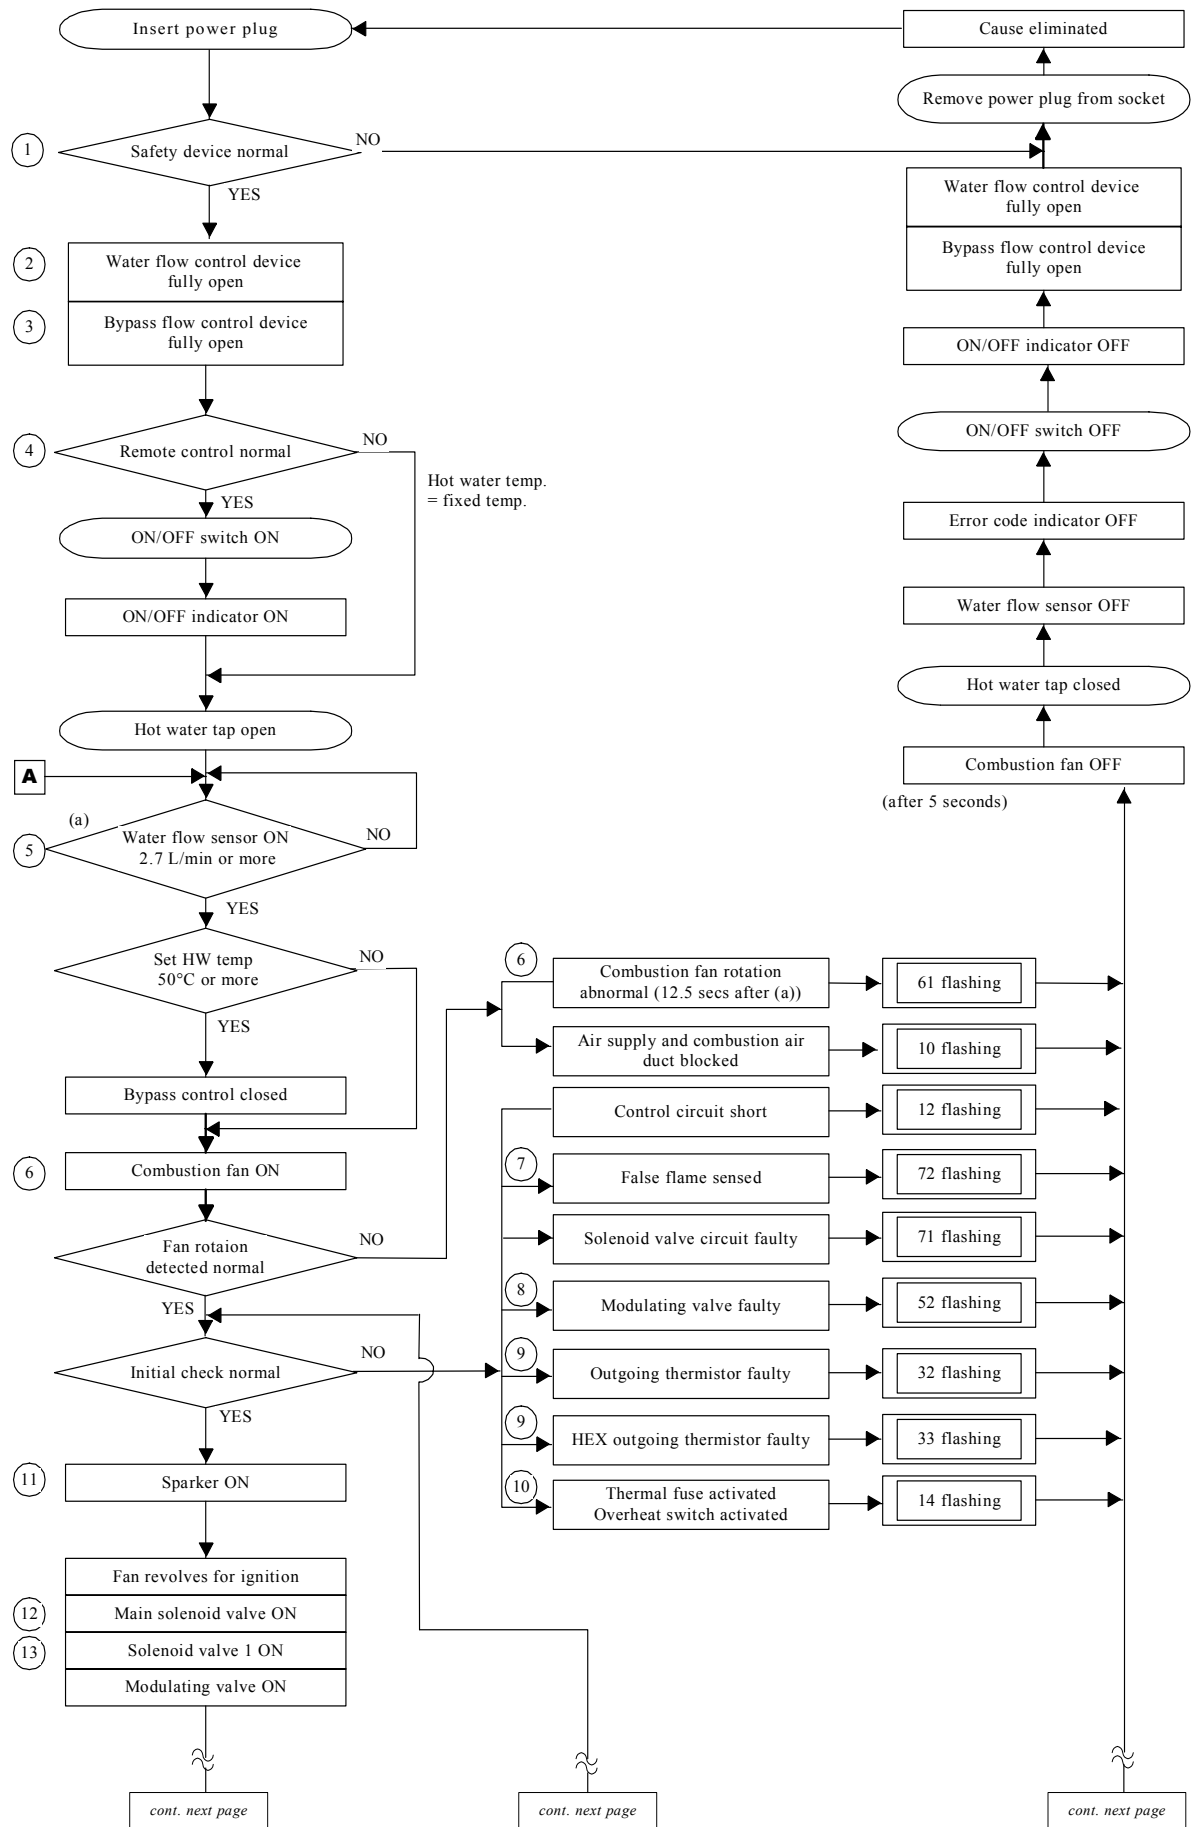 Insert power plug
Cause eliminated
Remove power plug from socket
1
Safety device normal
NO
YES
Water flow control device
fully open
Bypass flow control device
fully open
2
Water flow control device
fully open
3
Bypass flow control device
fully open
ON/OFF indicator OFF
4
Remote control normal
NO
YES
Hot water temp.
= fixed temp.
ON/OFF switch OFF
ON/OFF switch ON
Error code indicator OFF
ON/OFF indicator ON
Water flow sensor OFF
Hot water tap closed
Hot water tap open
A
Combustion fan OFF
(after 5 seconds)
(a)
5
Water flow sensor ON
2.7 L/min or more
NO
YES
Set HW temp
50°C or more
NO
YES
Bypass control closed
6
Combustion fan ON
Fan rotaion
detected normal
NO
YES
Initial check normal
NO
YES
6
Combustion fan rotation
abnormal (12.5 secs after (a))
61 flashing
Air supply and combustion air
duct blocked
10 flashing
Control circuit short
12 flashing
7
False flame sensed
72 flashing
Solenoid valve circuit faulty
71 flashing
8
Modulating valve faulty
52 flashing
9
Outgoing thermistor faulty
32 flashing
9
HEX outgoing thermistor faulty
33 flashing
10
Thermal fuse activated
Overheat switch activated
14 flashing
11
Sparker ON
Fan revolves for ignition
12
Main solenoid valve ON
13
Solenoid valve 1 ON
Modulating valve ON
cont. next page
cont. next page
cont. next page